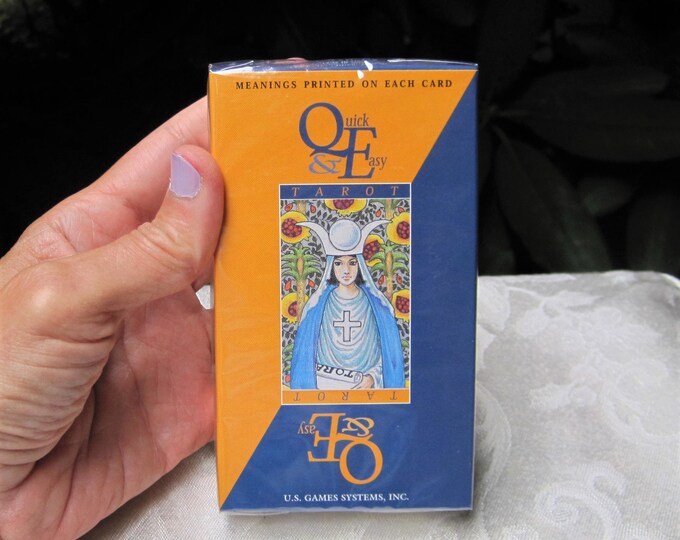 MEANINGS PRINTED ON EACH CARD
Quick
& Easy
TAROT
TORA
TAROT
Quick
& Easy
U.S. GAMES SYSTEMS, INC.